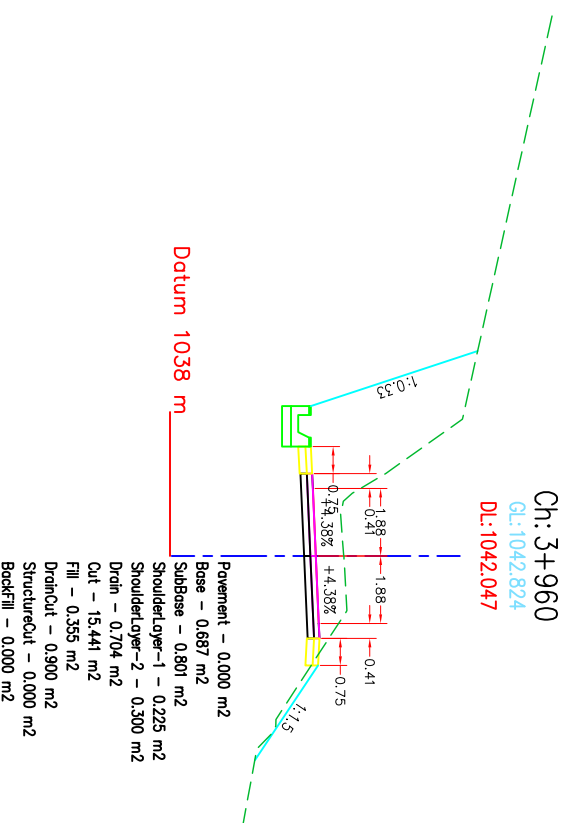 Ch: 3+960
GL:1042.824
DL:1042.047
1:0.33
0.75
0.41
1.88
1.88
0.41
0.75
+4.38%
+4.38%
1:1.5
Datum 1038 m
Pavement - 0.000 m2
Base - 0.687 m2
SubBase - 0.801 m2
ShoulderLayer-1 - 0.225 m2
ShoulderLayer-2 - 0.300 m2
Drain - 0.704 m2
Cut - 15.441 m2
Fill - 0.355 m2
DrainCut - 0.900 m2
StructureCut - 0.000 m2
BackFill - 0.000 m2